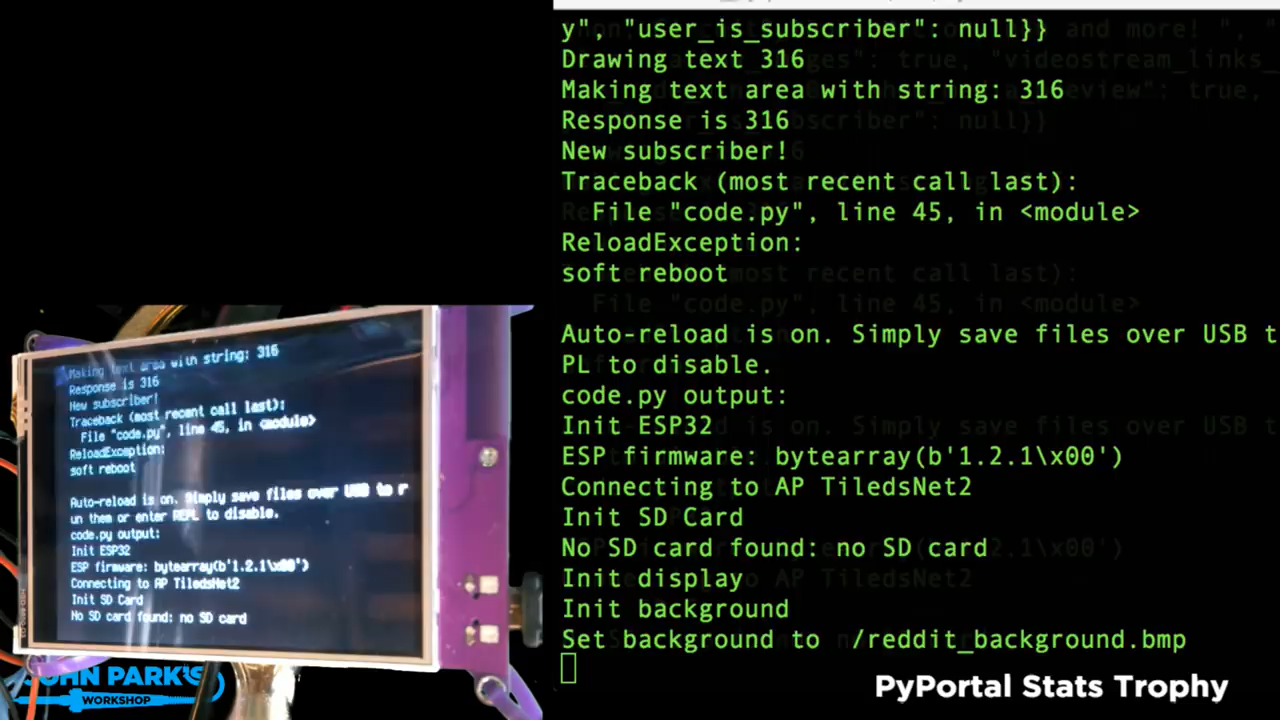 y", "user_is_subscriber": null}}
Drawing text 316
Making text area with string: 316
Response is 316
New subscriber!
Traceback (most recent call last):
File "code.py", line 45, in <module>
ReloadException:
soft reboot
Auto-reload is on. Simply save files over USB t
PL to disable.
code.py output:
Init ESP32
ESP firmware: bytearray(b'1.2.1\x00')
Connecting to AP TiledsNet2
Init SD Card
No SD card found: no SD card
Init display
Init background
Set background to /reddit_background.bmp
Making text area with string: 316
Response is 316
New subscriber!
Traceback (most recent call last):
File "code.py", line 45, in <module>
ReloadException:
soft reboot
Auto-reload is on. Simply save files over USB to r
un them or enter REPL to disable.
code.py output:
Init ESP32
ESP firmware: bytearray(b'1.2.1\x00')
Connecting to AP TiledsNet2
Init SD Card
No SD card found: no SD card
JOHN PARK'S
WORKSHOP
PyPortal Stats Trophy